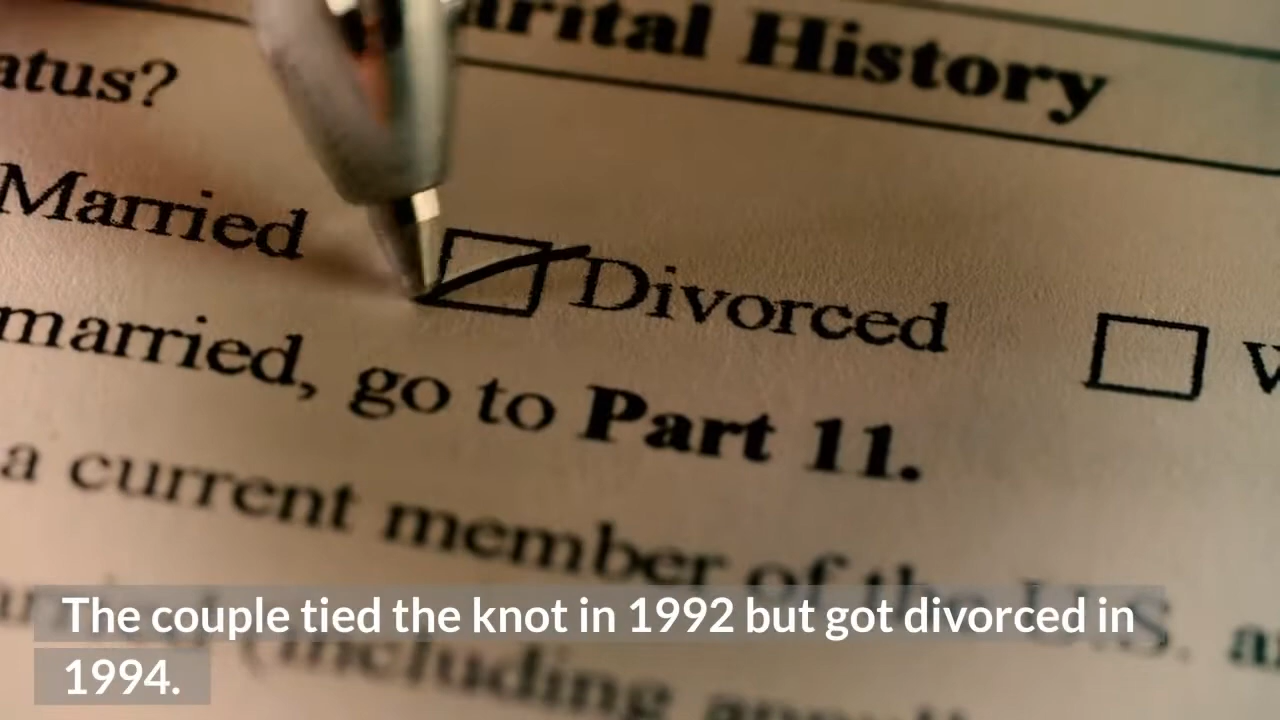 arital History
atus?
Married
Divorced
married, go to Part 11.
a current member of the U.S.
(including
The couple tied the knot in 1992 but got divorced in
1994.